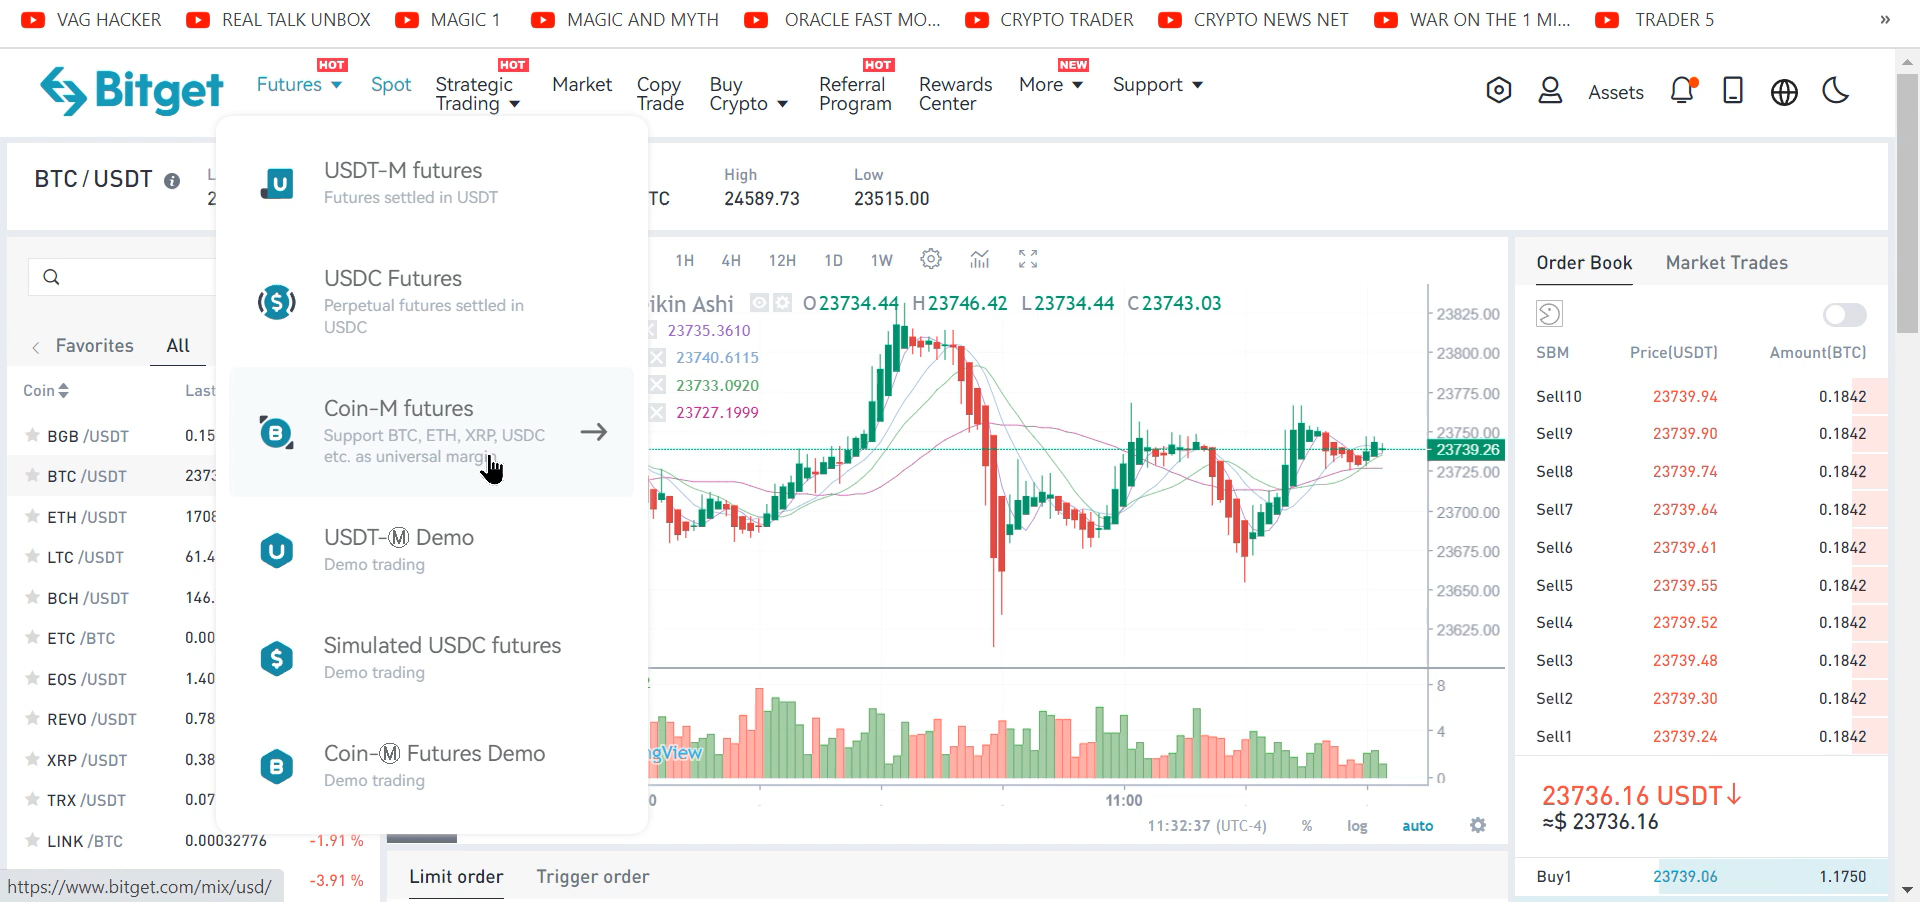 VAG HACKER REAL TALK UNBOX MAGIC 1 MAGIC AND MYTH ORACLE FAST MO... CRYPTO TRADER CRYPTO NEWS NET WAR ON THE 1 MI... TRADER 5 »
HOT HOT HOT NEW
Bitget Futures Spot Strategic Trading Market Copy Trade Buy Crypto Referral Program Rewards Center More Support Assets
BTC/USDT
L
2
TC
High
24589.73
Low
23515.00
USDT-M futures
Futures settled in USDT
USDC Futures
Perpetual futures settled in
USDC
Coin-M futures
Support BTC, ETH, XRP, USDC
etc. as universal margin
USDT-Ⓜ Demo
Demo trading
Simulated USDC futures
Demo trading
Coin-Ⓜ Futures Demo
Demo trading
Favorites All
Coin Last
BGB /USDT 0.15
BTC /USDT 2373
ETH /USDT 1708
LTC /USDT 61.4
BCH /USDT 146.
ETC /BTC 0.00
EOS /USDT 1.40
REVO /USDT 0.78
XRP /USDT 0.38
TRX /USDT 0.07
LINK /BTC 0.00032776 -1.91 %
-3.91 %
https://www.bitget.com/mix/usd/
1H 4H 12H 1D 1W
eikin Ashi O23734.44 H23746.42 L23734.44 C23743.03
23735.3610
23740.6115
23733.0920
23727.1999
23825.00
23800.00
23775.00
23750.00
23739.26
23725.00
23700.00
23675.00
23650.00
23625.00
8
4
0
ngView
0 11:00
11:32:37 (UTC-4) % log auto
Limit order Trigger order
Order Book Market Trades
SBM Price(USDT) Amount(BTC)
Sell10 23739.94 0.1842
Sell9 23739.90 0.1842
Sell8 23739.74 0.1842
Sell7 23739.64 0.1842
Sell6 23739.61 0.1842
Sell5 23739.55 0.1842
Sell4 23739.52 0.1842
Sell3 23739.48 0.1842
Sell2 23739.30 0.1842
Sell1 23739.24 0.1842
23736.16 USDT↓
≈$ 23736.16
Buy1 23739.06 1.1750